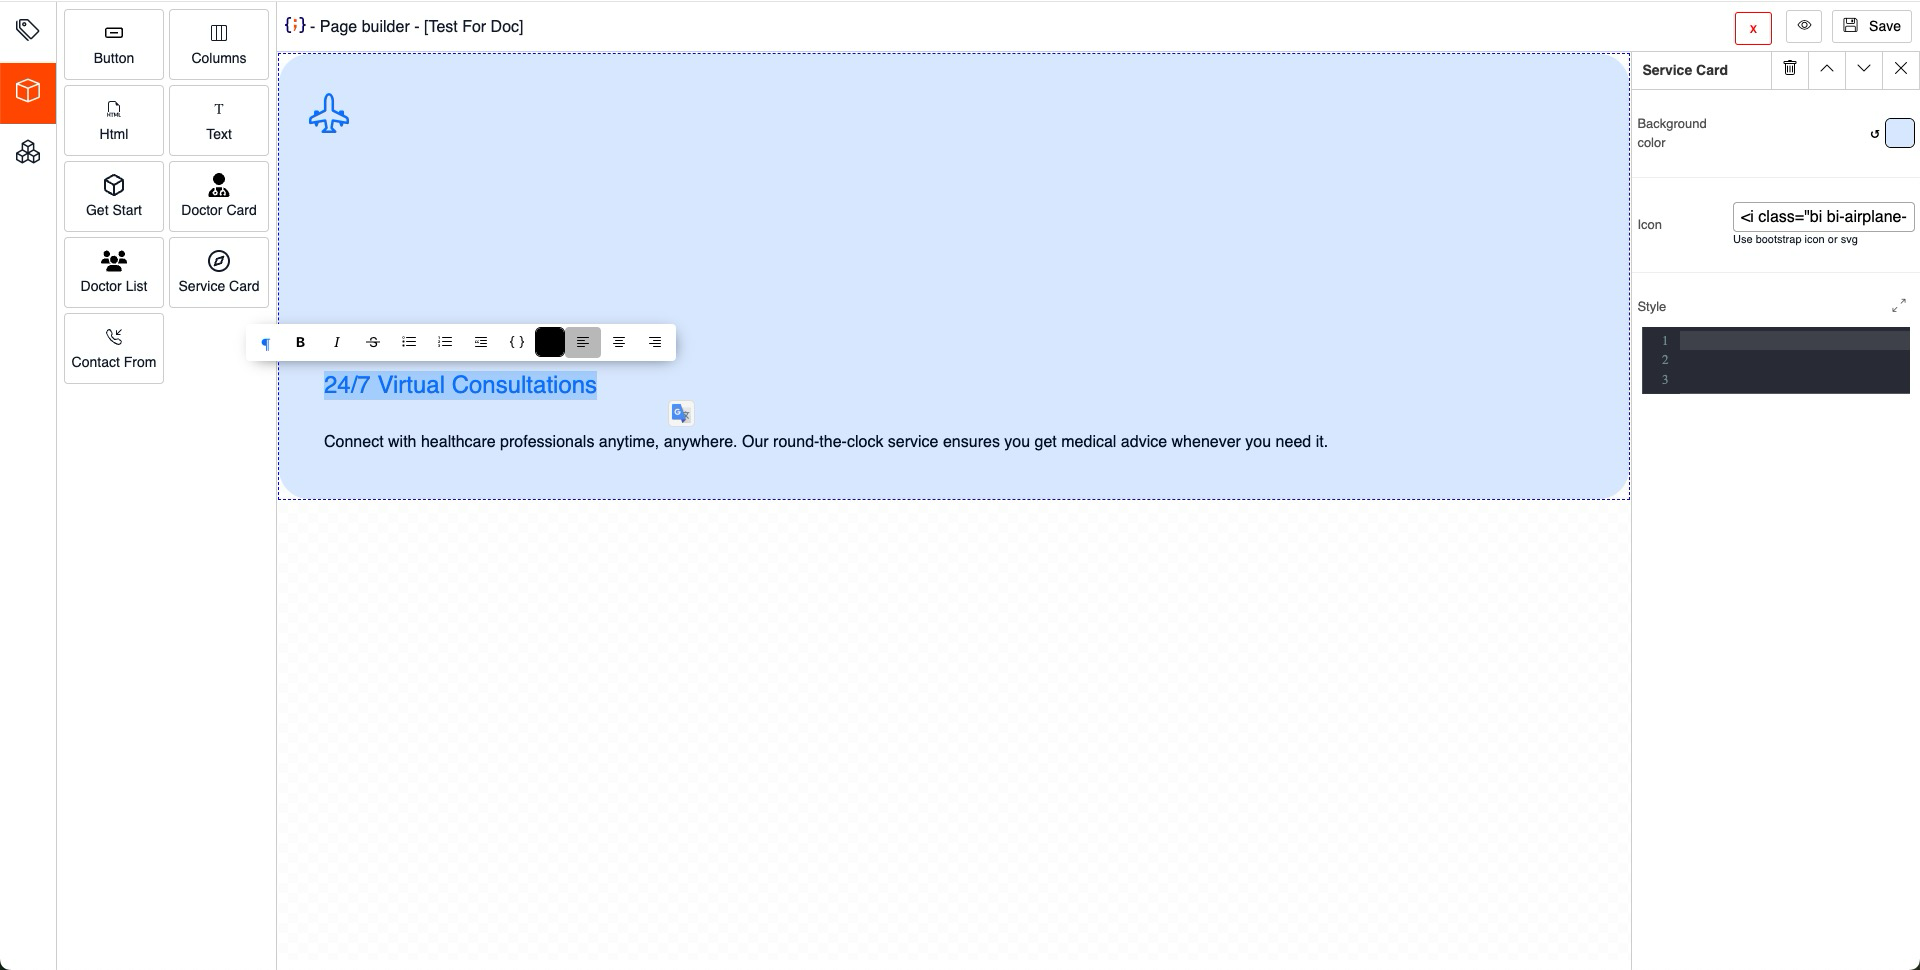 {;} - Page builder - [Test For Doc]
x
Save
Button
Columns
HTML
Html
T
Text
Get Start
Doctor Card
Doctor List
Service Card
Contact From
¶ B I S { }
24/7 Virtual Consultations
G
Connect with healthcare professionals anytime, anywhere. Our round-the-clock service ensures you get medical advice whenever you need it.
Service Card
Background
color
Icon
<i class="bi bi-airplane-
Use bootstrap icon or svg
Style
1
2
3